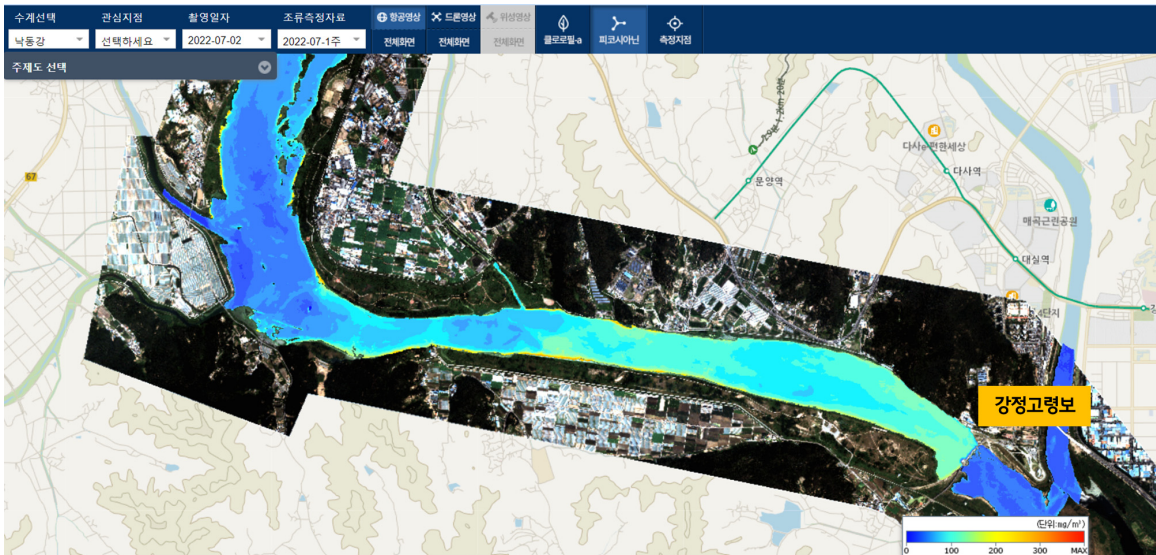 수계선택 관심지점 촬영일자 조류측정자료
항공영상 드론영상 위성영상
낙동강 선택하세요 2022-07-02 2022-07-1주
전체화면 전체화면 전체화면
클로로필-a 피코시아닌 측정지점
주제도 선택
67
문양역
다사역
매곡근린공원
대실역
강정고령보
(단위:mg/m³)
0 100 200 300 MAX